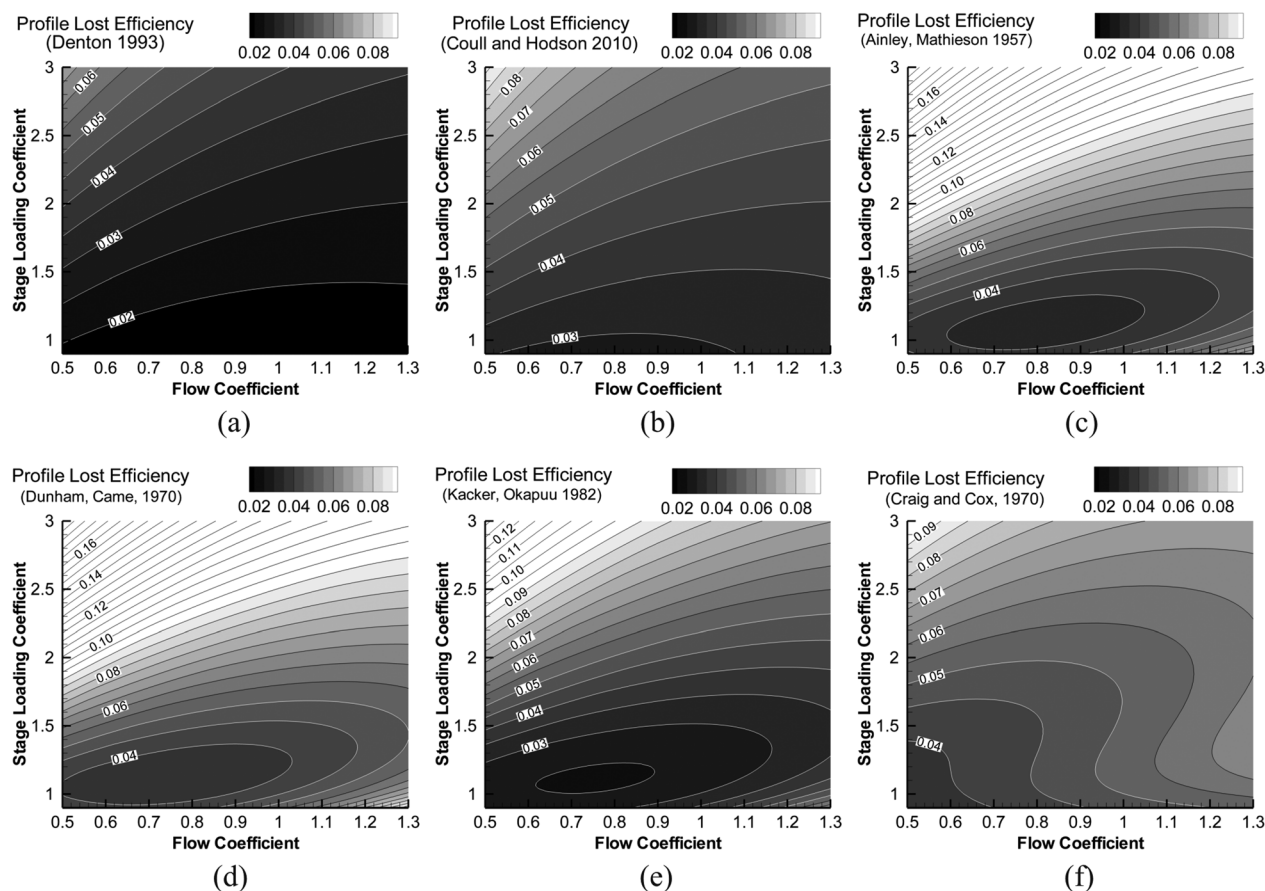 Profile Lost Efficiency
(Denton 1993)
0.02 0.04 0.06 0.08
Stage Loading Coefficient
3
2.5
2
1.5
1
0.06
0.05
0.04
0.03
0.02
0.5 0.6 0.7 0.8 0.9 1 1.1 1.2 1.3
Flow Coefficient
(a)
Profile Lost Efficiency
(Coull and Hodson 2010)
0.02 0.04 0.06 0.08
Stage Loading Coefficient
3
2.5
2
1.5
1
0.08
0.07
0.06
0.05
0.04
0.03
0.5 0.6 0.7 0.8 0.9 1 1.1 1.2 1.3
Flow Coefficient
(b)
Profile Lost Efficiency
(Ainley, Mathieson 1957)
0.02 0.04 0.06 0.08
Stage Loading Coefficient
3
2.5
2
1.5
1
0.16
0.14
0.12
0.10
0.08
0.06
0.04
0.5 0.6 0.7 0.8 0.9 1 1.1 1.2 1.3
Flow Coefficient
(c)
Profile Lost Efficiency
(Dunham, Came, 1970)
0.02 0.04 0.06 0.08
Stage Loading Coefficient
3
2.5
2
1.5
1
0.16
0.14
0.12
0.10
0.08
0.06
0.04
0.5 0.6 0.7 0.8 0.9 1 1.1 1.2 1.3
Flow Coefficient
(d)
Profile Lost Efficiency
(Kacker, Okapuu 1982)
0.02 0.04 0.06 0.08
Stage Loading Coefficient
3
2.5
2
1.5
1
0.12
0.11
0.10
0.09
0.08
0.07
0.06
0.05
0.04
0.03
0.5 0.6 0.7 0.8 0.9 1 1.1 1.2 1.3
Flow Coefficient
(e)
Profile Lost Efficiency
(Craig and Cox, 1970)
0.02 0.04 0.06 0.08
Stage Loading Coefficient
3
2.5
2
1.5
1
0.09
0.08
0.07
0.06
0.05
0.04
0.5 0.6 0.7 0.8 0.9 1 1.1 1.2 1.3
Flow Coefficient
(f)